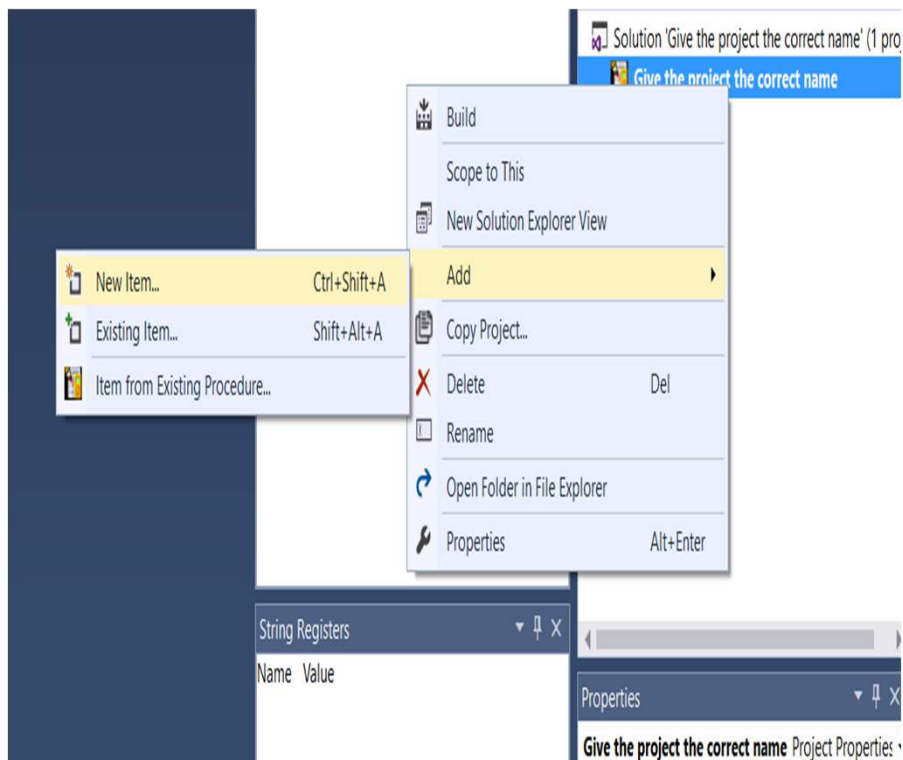 Solution 'Give the project the correct name' (1 pro
Give the project the correct name
Build
Scope to This
New Solution Explorer View
Add
New Item... Ctrl+Shift+A
Existing Item... Shift+Alt+A
Item from Existing Procedure...
Copy Project...
Delete Del
Rename
Open Folder in File Explorer
Properties Alt+Enter
String Registers
Name Value
Properties
Give the project the correct name Project Properties